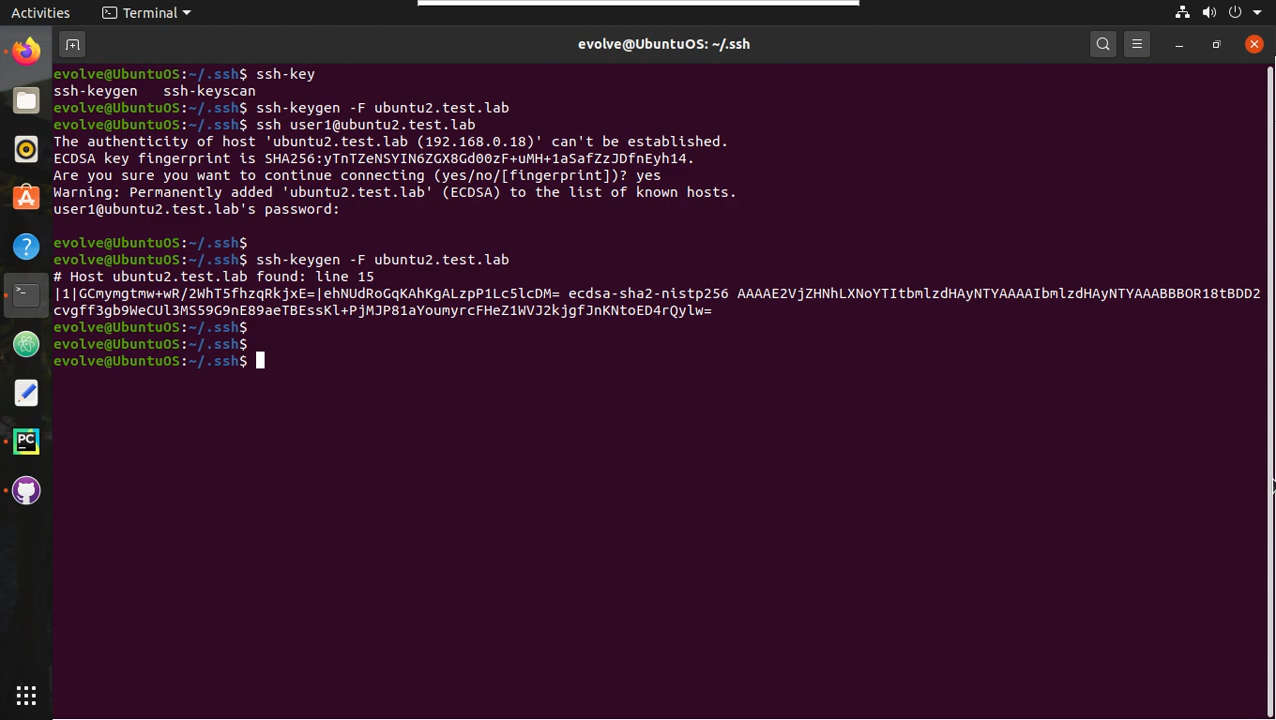 Activities
Terminal
evolve@UbuntuOS: ~/.ssh
evolve@UbuntuOS:~/.ssh$ ssh-key
ssh-keygen   ssh-keyscan
evolve@UbuntuOS:~/.ssh$ ssh-keygen -F ubuntu2.test.lab
evolve@UbuntuOS:~/.ssh$ ssh user1@ubuntu2.test.lab
The authenticity of host 'ubuntu2.test.lab (192.168.0.18)' can't be established.
ECDSA key fingerprint is SHA256:yTnTZeNSYIN6ZGX8Gd00zF+uMH+1aSafZzJDfnEyh14.
Are you sure you want to continue connecting (yes/no/[fingerprint])? yes
Warning: Permanently added 'ubuntu2.test.lab' (ECDSA) to the list of known hosts.
user1@ubuntu2.test.lab's password:
evolve@UbuntuOS:~/.ssh$
evolve@UbuntuOS:~/.ssh$ ssh-keygen -F ubuntu2.test.lab
# Host ubuntu2.test.lab found: line 15
|1|GCmymgtmw+wR/2WhT5fhzqRkjxE=|ehNUdRoGqKAhKgALzpP1Lc5lcDM= ecdsa-sha2-nistp256 AAAAE2VjZHNhLXNoYTItbmlzdHAyNTYAAAAIbmlzdHAyNTYAAABBBOR18tBDD2
cvgff3gb9WeCUl3MS59G9nE89aeTBEssKl+PjMJP81aYoumyrcFHeZ1WVJ2kjgfJnKNtoED4rQylw=
evolve@UbuntuOS:~/.ssh$
evolve@UbuntuOS:~/.ssh$
evolve@UbuntuOS:~/.ssh$
PC